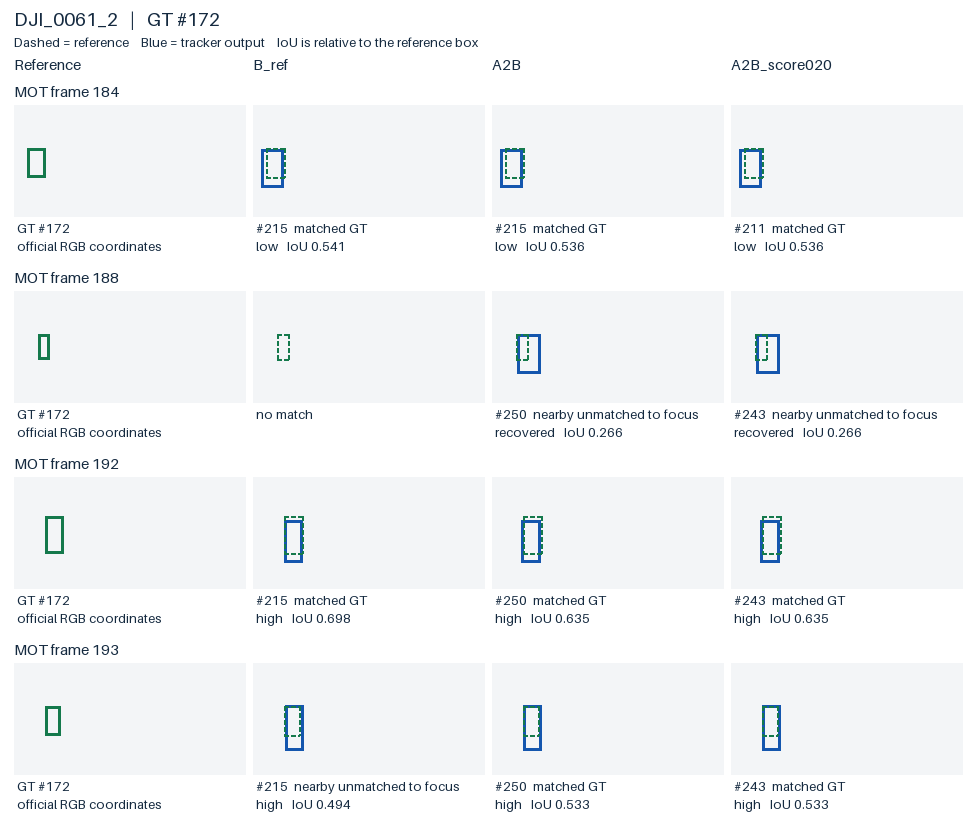 DJI_0061_2 | GT #172
Dashed = reference Blue = tracker output IoU is relative to the reference box
Reference B_ref A2B A2B_score020
MOT frame 184
GT #172 #215 matched GT #215 matched GT #211 matched GT
official RGB coordinates low IoU 0.541 low IoU 0.536 low IoU 0.536
MOT frame 188
GT #172 no match #250 nearby unmatched to focus #243 nearby unmatched to focus
official RGB coordinates recovered IoU 0.266 recovered IoU 0.266
MOT frame 192
GT #172 #215 matched GT #250 matched GT #243 matched GT
official RGB coordinates high IoU 0.698 high IoU 0.635 high IoU 0.635
MOT frame 193
GT #172 #215 nearby unmatched to focus #250 matched GT #243 matched GT
official RGB coordinates high IoU 0.494 high IoU 0.533 high IoU 0.533